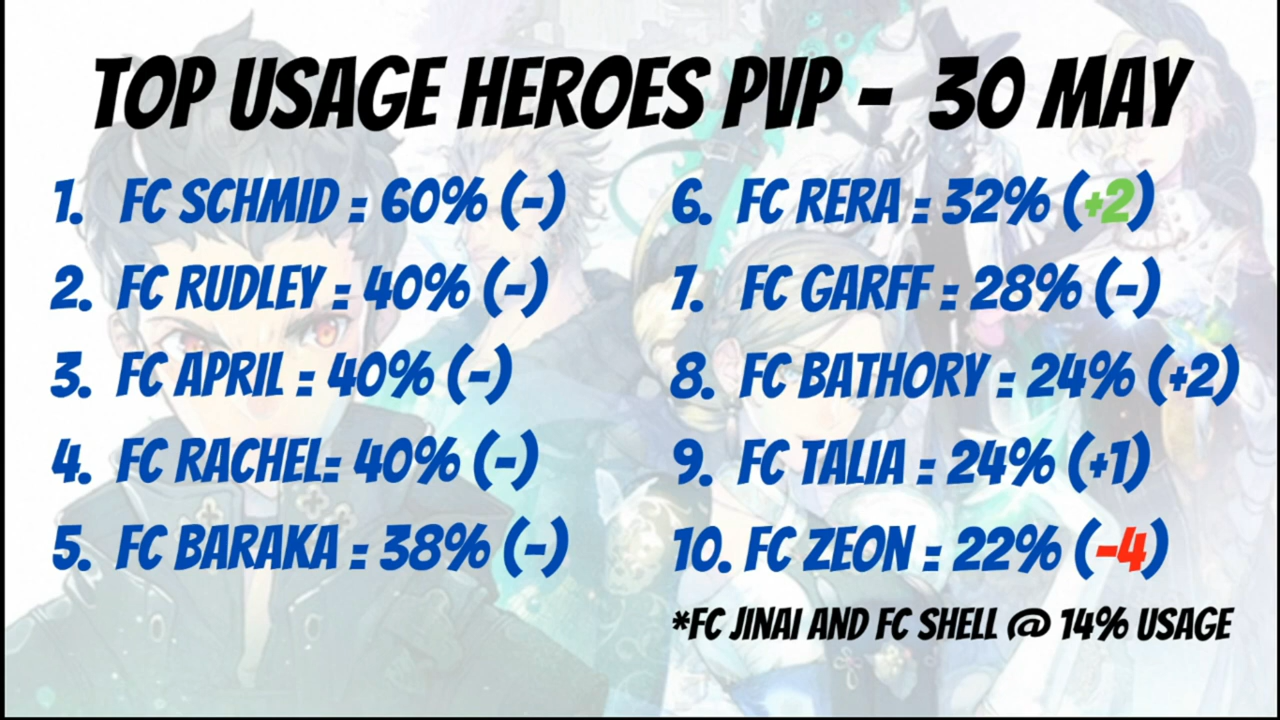 TOP USAGE HEROES PVP - 30 MAY
1. FC SCHMID = 60% (-)
2. FC RUDLEY = 40% (-)
3. FC APRIL = 40% (-)
4. FC RACHEL= 40% (-)
5. FC BARAKA = 38% (-)
6. FC RERA = 32% (+2)
7. FC GARFF = 28% (-)
8. FC BATHORY = 24% (+2)
9. FC TALIA = 24% (+1)
10. FC ZEON = 22% (-4)
*FC JINAI AND FC SHELL @ 14% USAGE